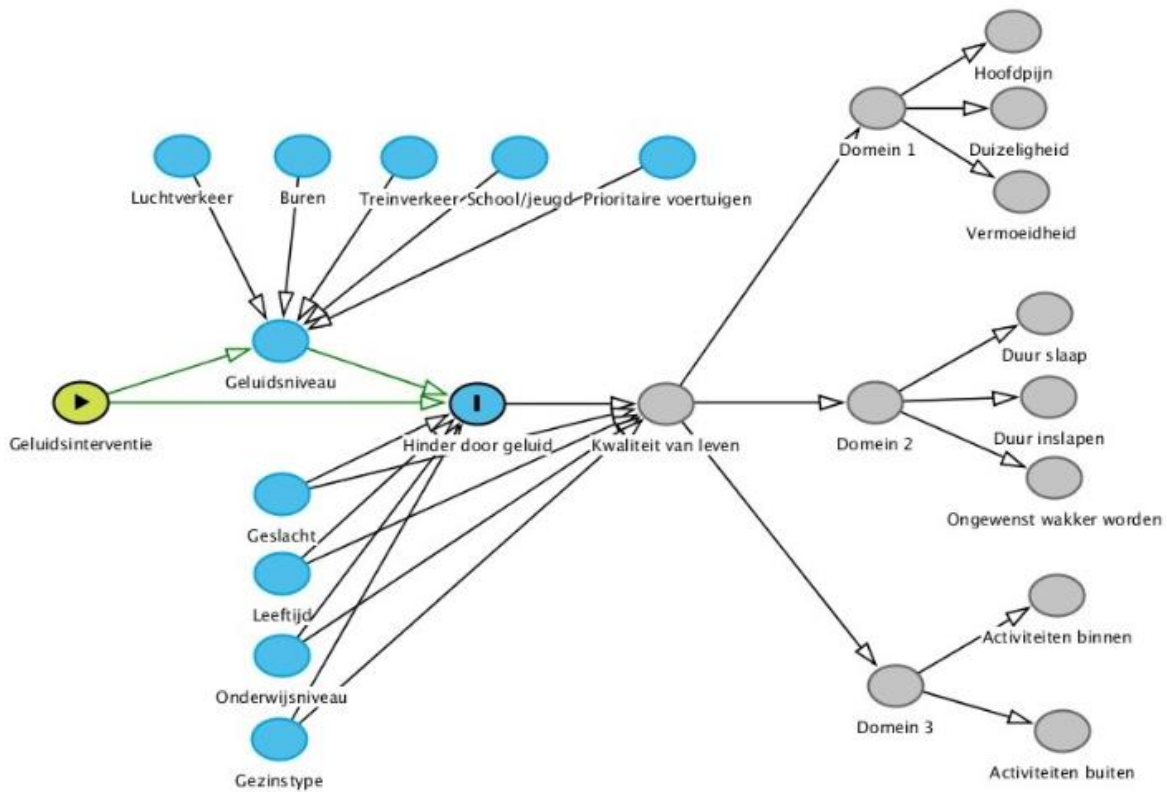 Hoofdpijn
Domein 1
Duizeligheid
Vermoeidheid
Luchtverkeer
Buren
Treinverkeer
School/jeugd
Prioritaire voertuigen
Geluidsniveau
Geluidsinterventie
Hinder door geluid
Kwaliteit van leven
Duur slaap
Domein 2
Duur inslapen
Ongewenst wakker worden
Geslacht
Leeftijd
Onderwijsniveau
Gezinstype
Activiteiten binnen
Domein 3
Activiteiten buiten